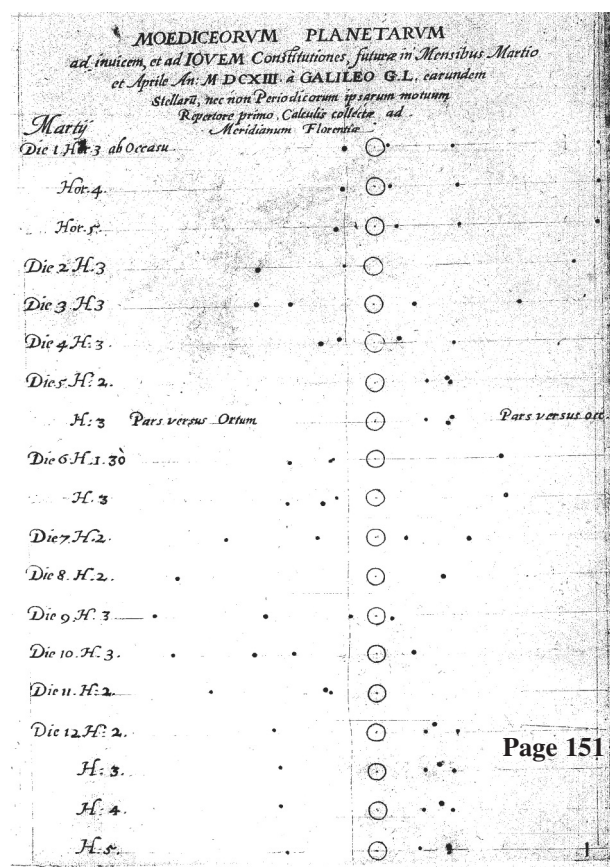 MOEDICEORVM PLANETARVM
ad invicem, et ad IOVEM Constitutiones, futuræ in Mensibus Martio
et Aprile An: M DCXIII. à GALILEO G.L. earundem
Stellarũ, nec non Periodicorum ipsarum motuum
Repertore primo. Calculis collectæ ad
Meridianum Florentiæ
Martij
Die 1. Hor. 3 ab Occasu.
Hor. 4.
Hor. 5.
Die 2. H. 3
Die 3. H. 3
Die 4. H: 3.
Die 5. H: 2.
H: 3 Pars versus Ortum Pars versus occ.
Die 6. H. 1. 30
H. 3
Die 7. H. 2.
Die 8. H. 2.
Die 9. H: 3
Die 10. H. 3.
Die 11. H: 2.
Die 12. H: 2.
Page 151
H: 3.
H: 4.
H: 5.
1